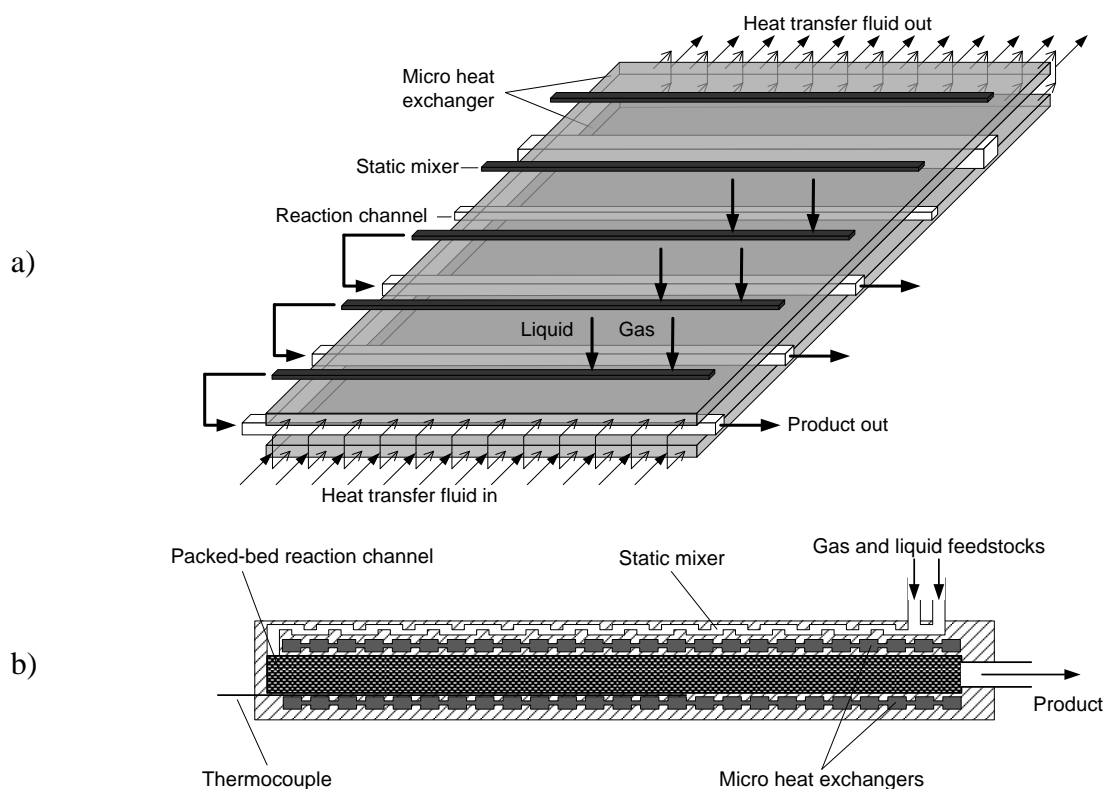 a)
Heat transfer fluid out
Micro heat
exchanger
Static mixer
Reaction channel
Liquid Gas
Product out
Heat transfer fluid in
b)
Packed-bed reaction channel
Static mixer
Gas and liquid feedstocks
Product
Thermocouple
Micro heat exchangers